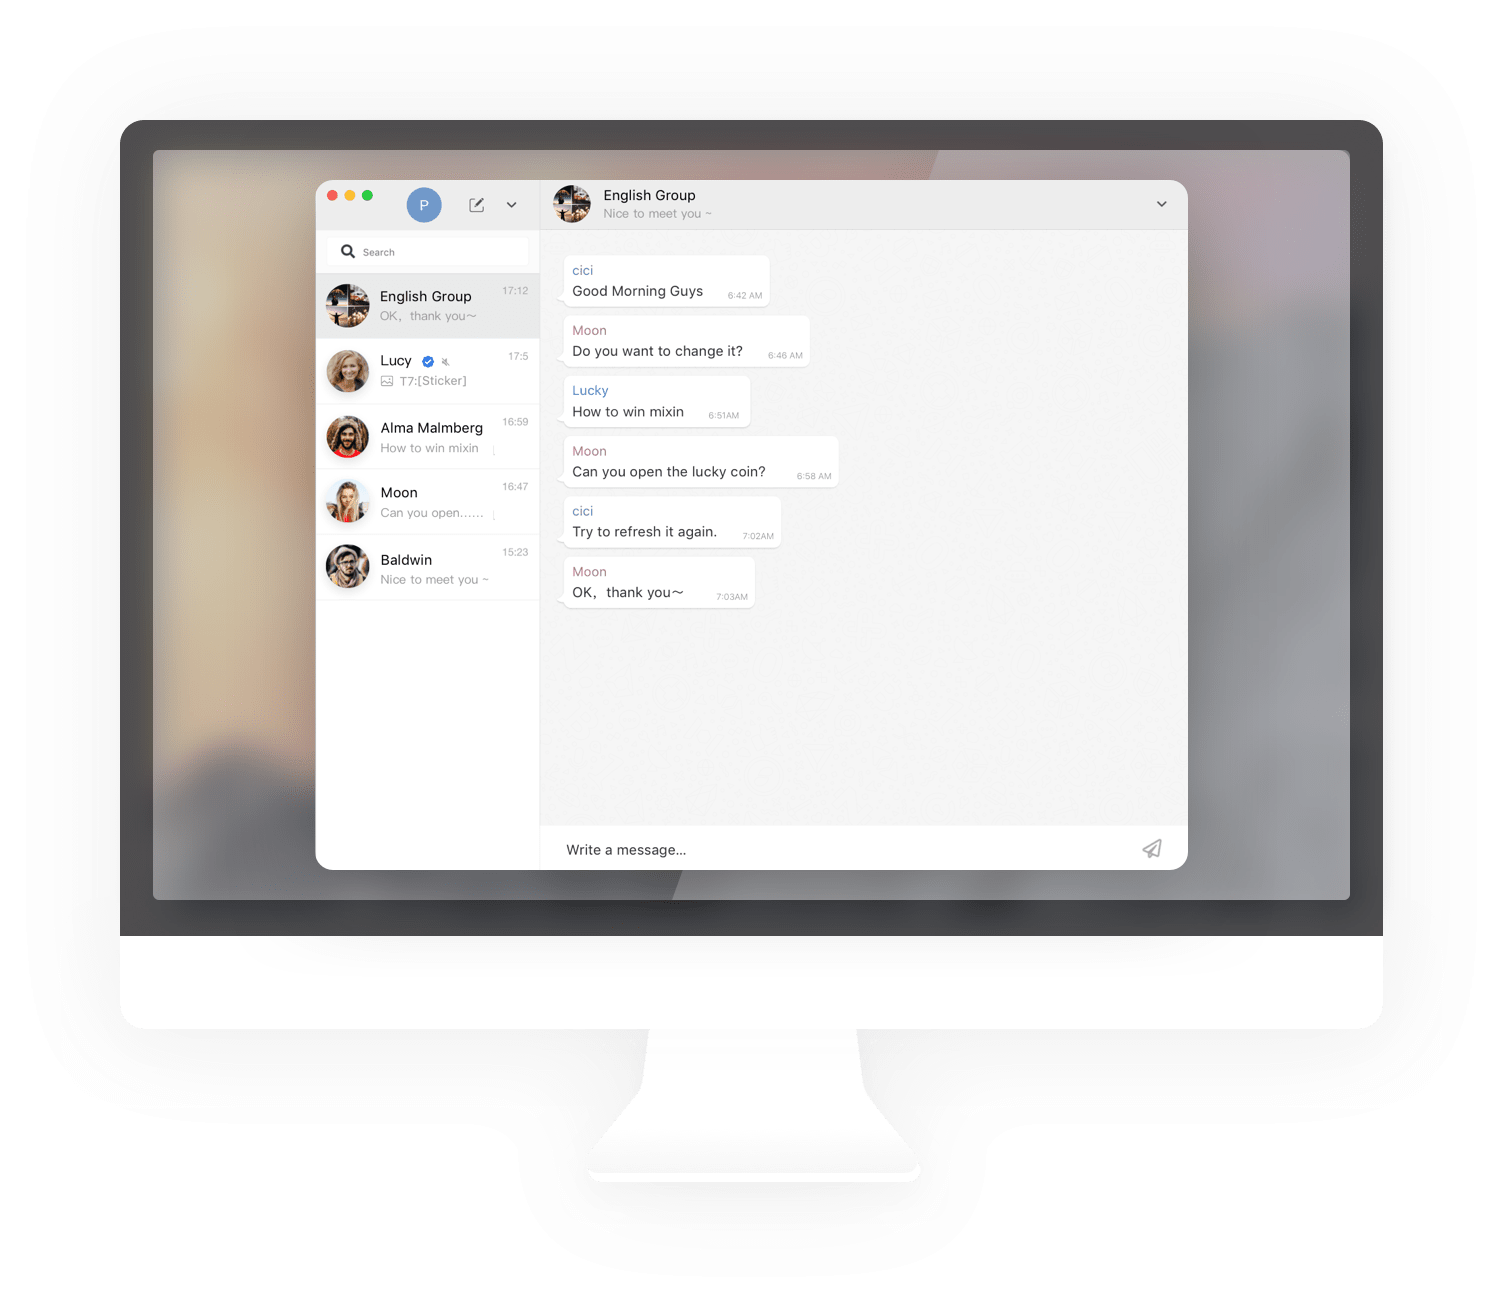 P
Search
English Group 17:12
OK，thank you～
Lucy 17:5
T7:[Sticker]
Alma Malmberg 16:59
How to win mixin
Moon 16:47
Can you open......
Baldwin 15:23
Nice to meet you ~
English Group
Nice to meet you ~
cici
Good Morning Guys 6:42 AM
Moon
Do you want to change it? 6:46 AM
Lucky
How to win mixin 6:51AM
Moon
Can you open the lucky coin? 6:58 AM
cici
Try to refresh it again. 7:02AM
Moon
OK，thank you～ 7:03AM
Write a message...